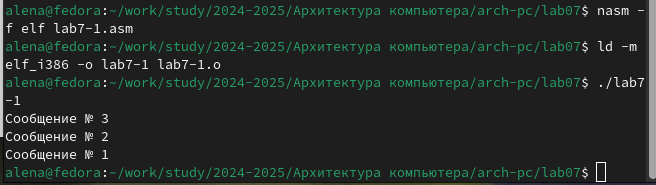 alena@fedora:~/work/study/2024-2025/Архитектура компьютера/arch-pc/lab07$ nasm -
f elf lab7-1.asm
alena@fedora:~/work/study/2024-2025/Архитектура компьютера/arch-pc/lab07$ ld -m
elf_i386 -o lab7-1 lab7-1.o
alena@fedora:~/work/study/2024-2025/Архитектура компьютера/arch-pc/lab07$ ./lab7
-1
Сообщение № 3
Сообщение № 2
Сообщение № 1
alena@fedora:~/work/study/2024-2025/Архитектура компьютера/arch-pc/lab07$